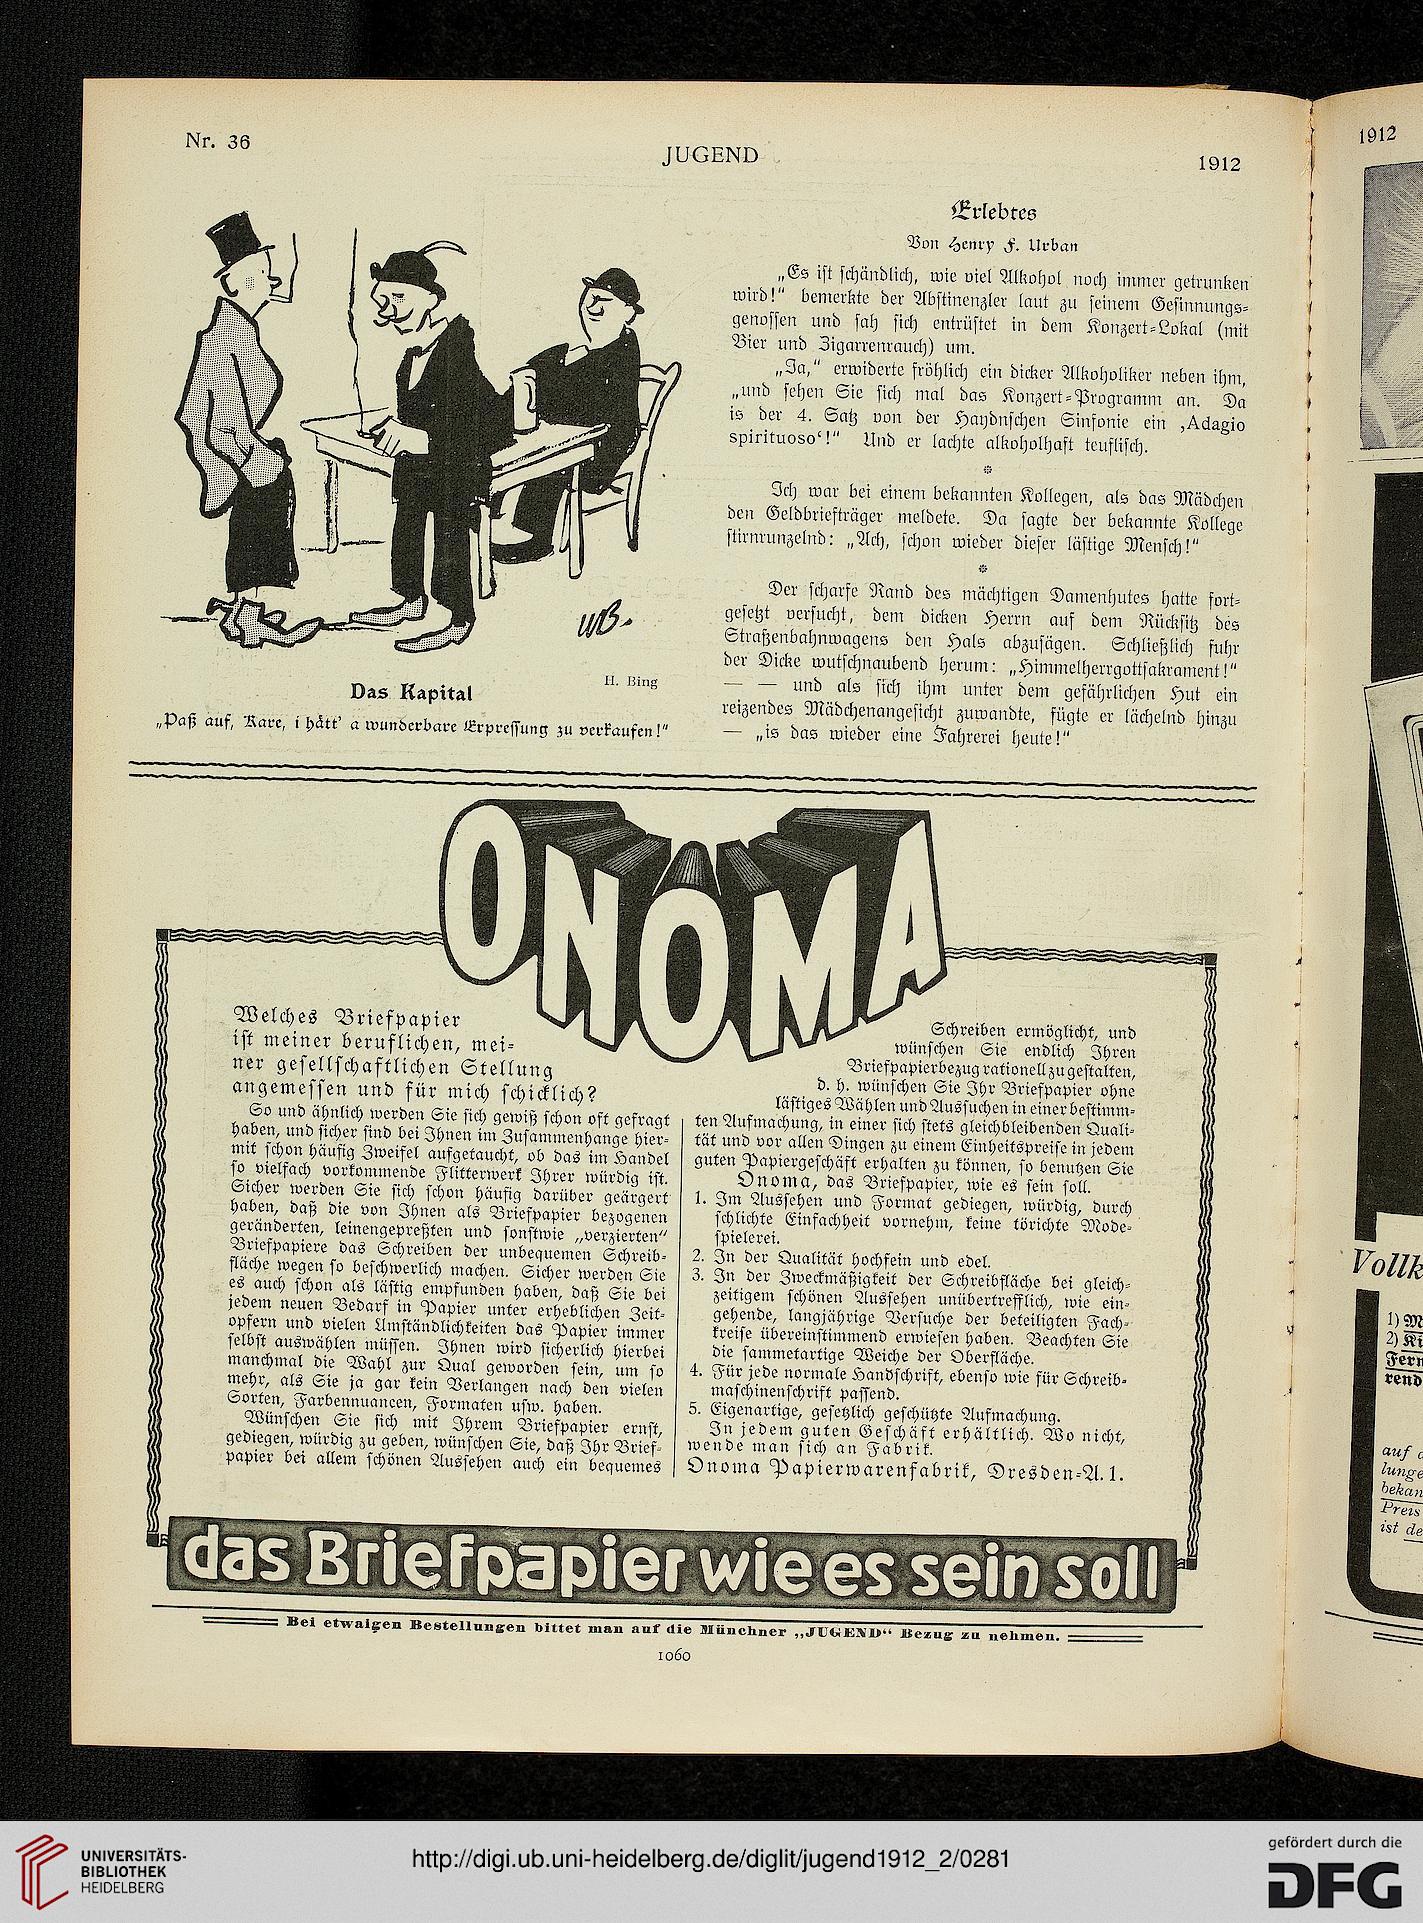 Nr. 36
JUGEND
1912
Das Kapital
H. Bing
„Paß auf, Kare, i hätt' a wunderbare Erpressung zu verkaufen!“
Erlebtes
Von Henry F. Urban
„Es ist schändlich, wie viel Alkohol noch immer getrunken
wird!“ bemerkte der Abstinenzler laut zu seinem Gesinnungs-
genossen und sah sich entrüstet in dem Konzert-Lokal (mit
Bier und Zigarrenrauch) um.
„Ja,“ erwiderte fröhlich ein dicker Alkoholiker neben ihm,
„und sehen Sie sich mal das Konzert-Programm an. Da
is der 4. Satz von der Haydnschen Sinfonie ein ‚Adagio
spirituoso‘!“ Und er lachte alkoholhaft teuflisch.
*
Ich war bei einem bekannten Kollegen, als das Mädchen
den Geldbriefträger meldete. Da sagte der bekannte Kollege
stirnrunzelnd: „Ach, schon wieder dieser lästige Mensch!“
*
Der scharfe Rand des mächtigen Damenhutes hatte fort-
gesetzt versucht, dem dicken Herrn auf dem Rücksitz des
Straßenbahnwagens den Hals abzusägen. Schließlich fuhr
der Dicke wutschnaubend herum: „Himmelherrgottsakrament!“
— — und als sich ihm unter dem gefährlichen Hut ein
reizendes Mädchenangesicht zuwandte, fügte er lächelnd hinzu
— „is das wieder eine Fahrerei heute!“
ONOMA
Welches Briefpapier
ist meiner beruflichen, mei-
ner gesellschaftlichen Stellung
angemessen und für mich schicklich?
So und ähnlich werden Sie sich gewiß schon oft gefragt
haben, und sicher sind bei Ihnen im Zusammenhange hier-
mit schon häufig Zweifel aufgetaucht, ob das im Handel
so vielfach vorkommende Flitterwerk Ihrer würdig ist.
Sicher werden Sie sich schon häufig darüber geärgert
haben, daß die von Ihnen als Briefpapier bezogenen
geränderten, leinengepreßten und sonstwie „verzierten“
Briefpapiere das Schreiben der unbequemen Schreib-
fläche wegen so beschwerlich machen. Sicher werden Sie
es auch schon als lästig empfunden haben, daß Sie bei
jedem neuen Bedarf in Papier unter erheblichen Zeit-
opfern und vielen Umständlichkeiten das Papier immer
selbst auswählen müssen. Ihnen wird sicherlich hierbei
manchmal die Wahl zur Qual geworden sein, um so
mehr, als Sie ja gar kein Verlangen nach den vielen
Sorten, Farbennuancen, Formaten usw. haben.
Wünschen Sie sich mit Ihrem Briefpapier ernst,
gediegen, würdig zu geben, wünschen Sie, daß Ihr Brief-
papier bei allem schönen Aussehen auch ein bequemes
Schreiben ermöglicht, und
wünschen Sie endlich Ihren
Briefpapierbezug rationell zu gestalten,
d. h. wünschen Sie Ihr Briefpapier ohne
lästiges Wählen und Aussuchen in einer bestimm-
ten Aufmachung, in einer sich stets gleichbleibenden Quali-
tät und vor allen Dingen zu einem Einheitspreise in jedem
guten Papiergeschäft erhalten zu können, so benutzen Sie
Onoma, das Briefpapier, wie es sein soll.
1. Im Aussehen und Format gediegen, würdig, durch
schlichte Einfachheit vornehm, keine törichte Mode-
spielerei.
2. In der Qualität hochfein und edel.
3. In der Zweckmäßigkeit der Schreibfläche bei gleich-
zeitigem schönen Aussehen unübertrefflich, wie ein-
gehende, langjährige Versuche der beteiligten Fach-
kreise übereinstimmend erwiesen haben. Beachten Sie
die sammetartige Weiche der Oberfläche.
4. Für jede normale Handschrift, ebenso wie für Schreib-
maschinenschrift passend.
5. Eigenartige, gesetzlich geschützte Aufmachung.
In jedem guten Geschäft erhältlich. Wo nicht,
wende man sich an Fabrik.
Onoma Papierwarenfabrik, Dresden-A. 1.
das Briefpapier wie es sein soll
Bei etwaigen Bestellungen bittet man auf die Münchner „JUGEND“ Bezug zu nehmen.
1060
1912
Vollk
1) M
2) Ki
Fern
rend
auf
lunge
bekan
Preis
ist de
UNIVERSITÄTS-
BIBLIOTHEK
HEIDELBERG
http://digi.ub.uni-heidelberg.de/diglit/jugend1912_2/0281
gefördert durch die
DFG